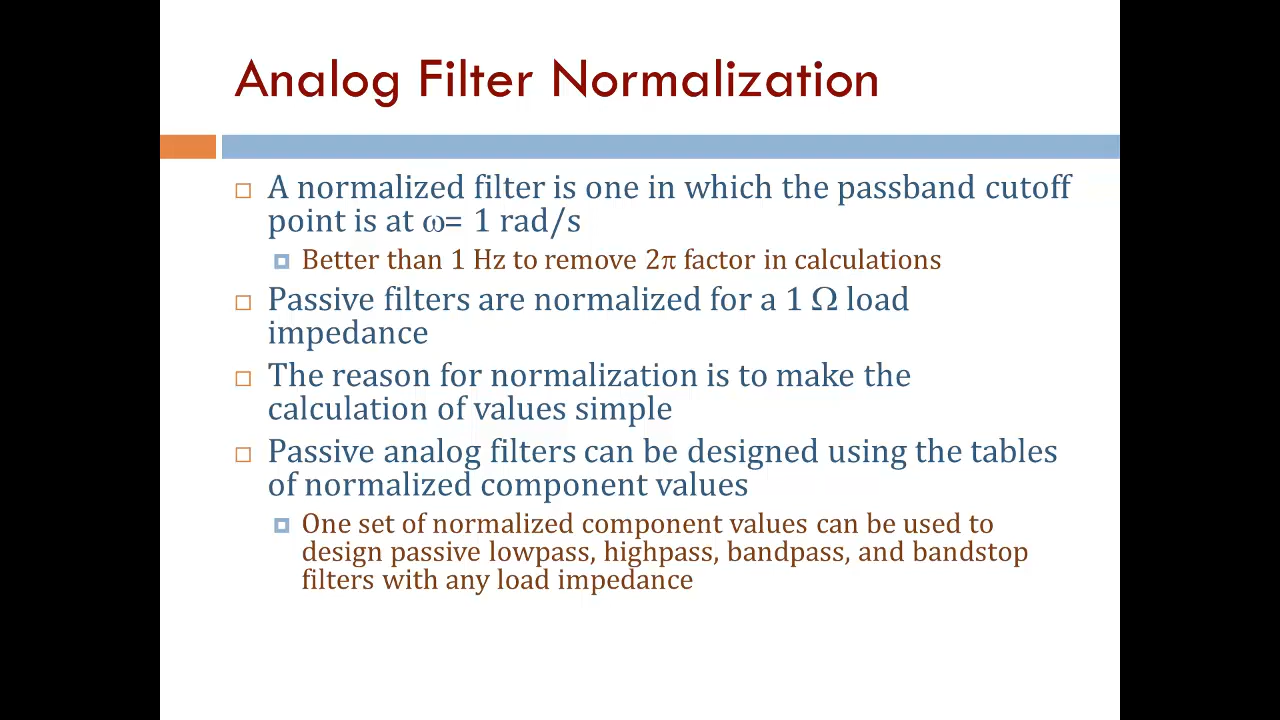 Analog Filter Normalization
A normalized filter is one in which the passband cutoff
point is at ω= 1 rad/s
Better than 1 Hz to remove 2π factor in calculations
Passive filters are normalized for a 1 Ω load
impedance
The reason for normalization is to make the
calculation of values simple
Passive analog filters can be designed using the tables
of normalized component values
One set of normalized component values can be used to
design passive lowpass, highpass, bandpass, and bandstop
filters with any load impedance